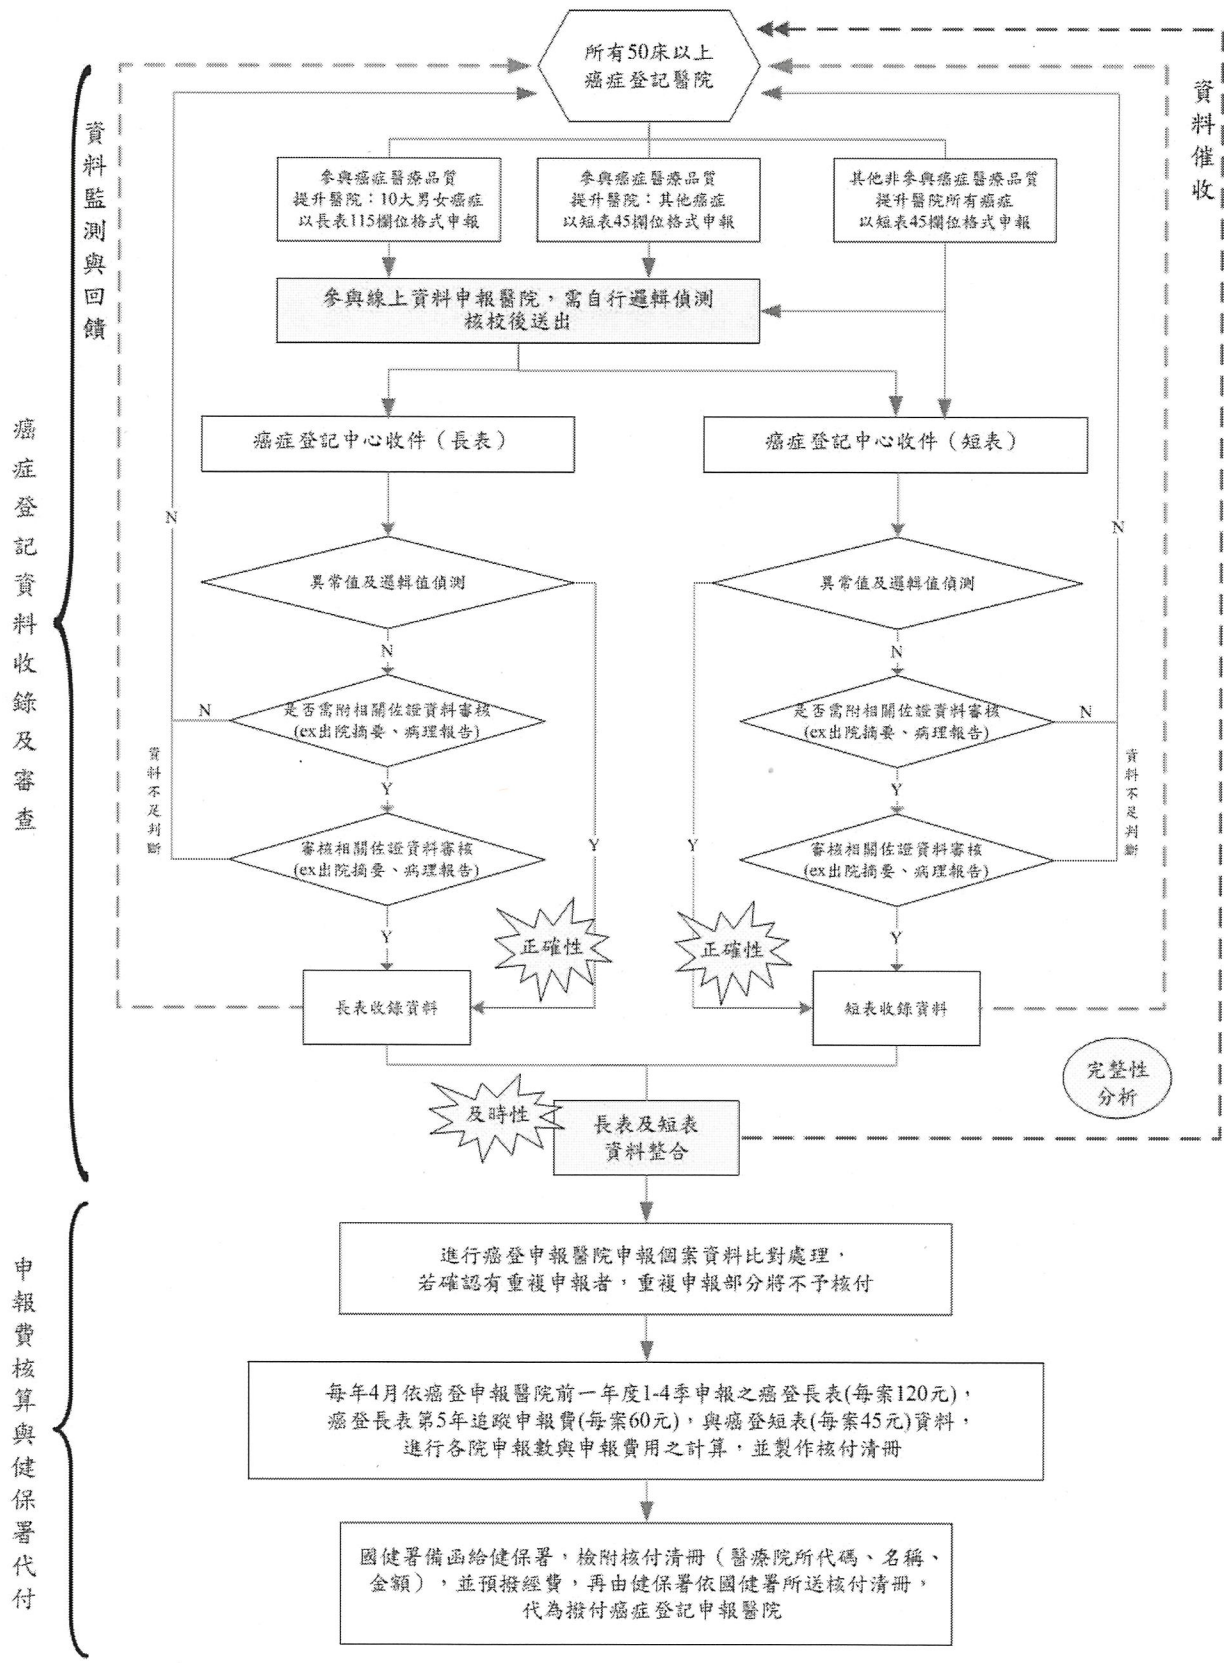 所有50床以上
癌症登記醫院
資料催收
資料監測與回饋
參與癌症醫療品質
提升醫院：10大男女癌症
以長表115欄位格式申報
參與癌症醫療品質
提升醫院：其他癌症
以短表45欄位格式申報
其他非參與癌症醫療品質
提升醫院所有癌症
以短表45欄位格式申報
參與線上資料申報醫院，需自行邏輯偵測
核校後送出
癌症登記中心收件（長表）
癌症登記中心收件（短表）
癌症登記資料收錄及審查
N
N
異常值及邏輯值偵測
異常值及邏輯值偵測
N
N
N
是否需附相關佐證資料審核
(ex出院摘要、病理報告)
是否需附相關佐證資料審核
(ex出院摘要、病理報告)
N
資料不足判斷
Y
Y
資料不足判斷
審核相關佐證資料審核
(ex出院摘要、病理報告)
Y
Y
審核相關佐證資料審核
(ex出院摘要、病理報告)
Y
正確性
正確性
Y
長表收錄資料
短表收錄資料
完整性
分析
及時性
長表及短表
資料整合
進行癌登申報醫院申報個案資料比對處理，
若確認有重複申報者，重複申報部分將不予核付
申報費核算與健保署代付
每年4月依癌登申報醫院前一年度1-4季申報之癌登長表(每案120元)，
癌登長表第5年追蹤申報費(每案60元)，與癌登短表(每案45元)資料，
進行各院申報數與申報費用之計算，並製作核付清冊
國健署備函給健保署，檢附核付清冊（醫療院所代碼、名稱、
金額），並預撥經費，再由健保署依國健署所送核付清冊，
代為撥付癌症登記申報醫院